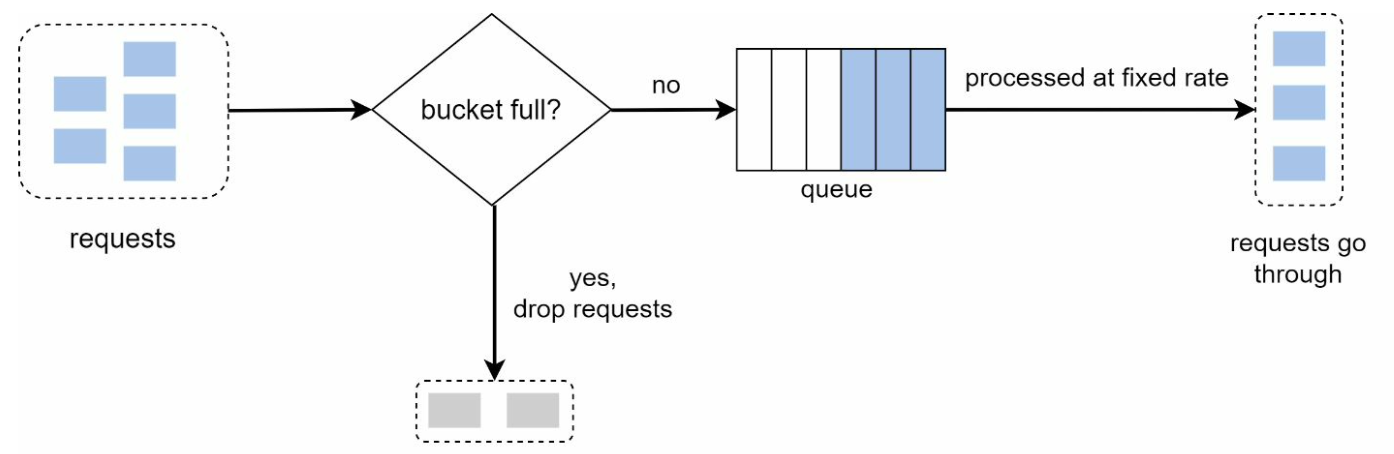 requests
bucket full?
no
yes,
drop requests
queue
processed at fixed rate
requests go
through